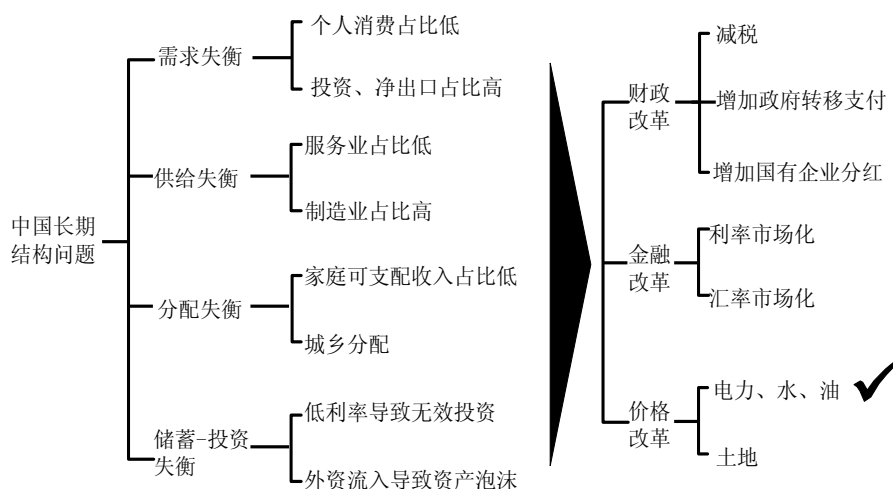 中国长期
结构问题
需求失衡
个人消费占比低
投资、净出口占比高
供给失衡
服务业占比低
制造业占比高
分配失衡
家庭可支配收入占比低
城乡分配
储蓄-投资
失衡
低利率导致无效投资
外资流入导致资产泡沫
财政
改革
减税
增加政府转移支付
增加国有企业分红
金融
改革
利率市场化
汇率市场化
价格
改革
电力、水、油
土地